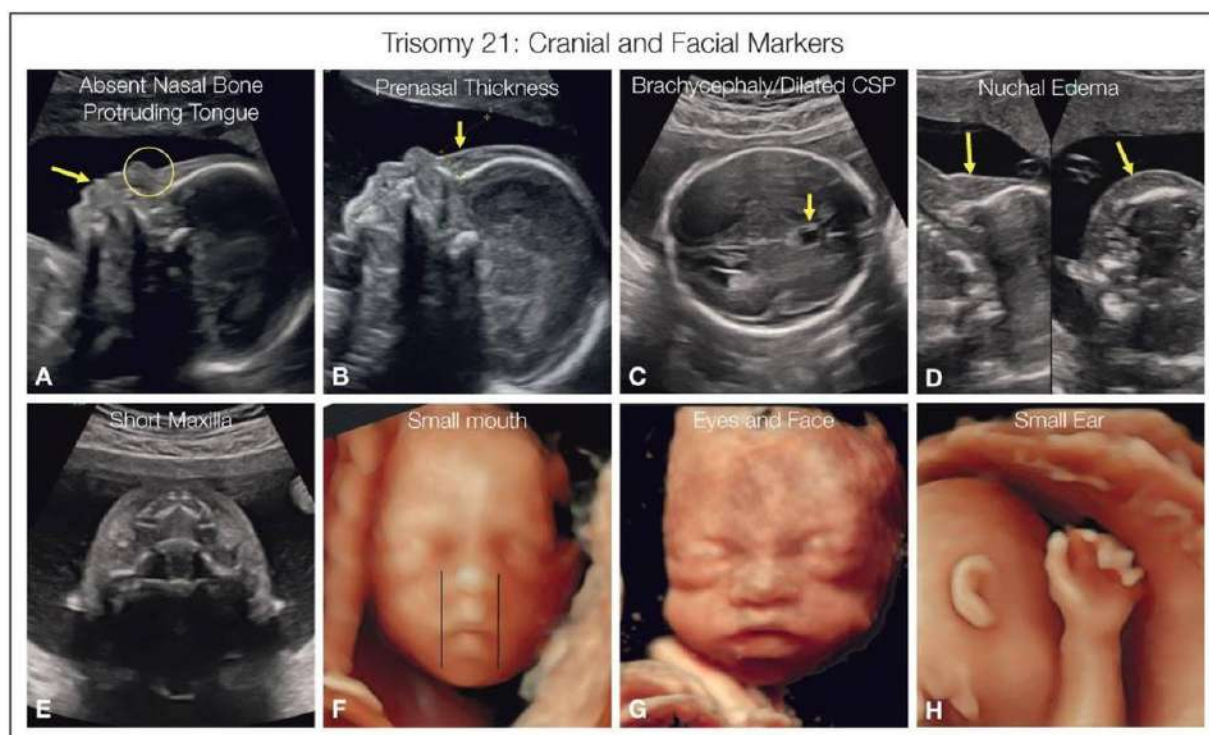 Trisomy 21: Cranial and Facial Markers
Absent Nasal Bone
Protruding Tongue
Prenasal Thickness
Brachycephaly/Dilated CSP
Nuchal Edema
A
B
C
D
Short Maxilla
Small mouth
Eyes and Face
Small Ear
E
F
G
H